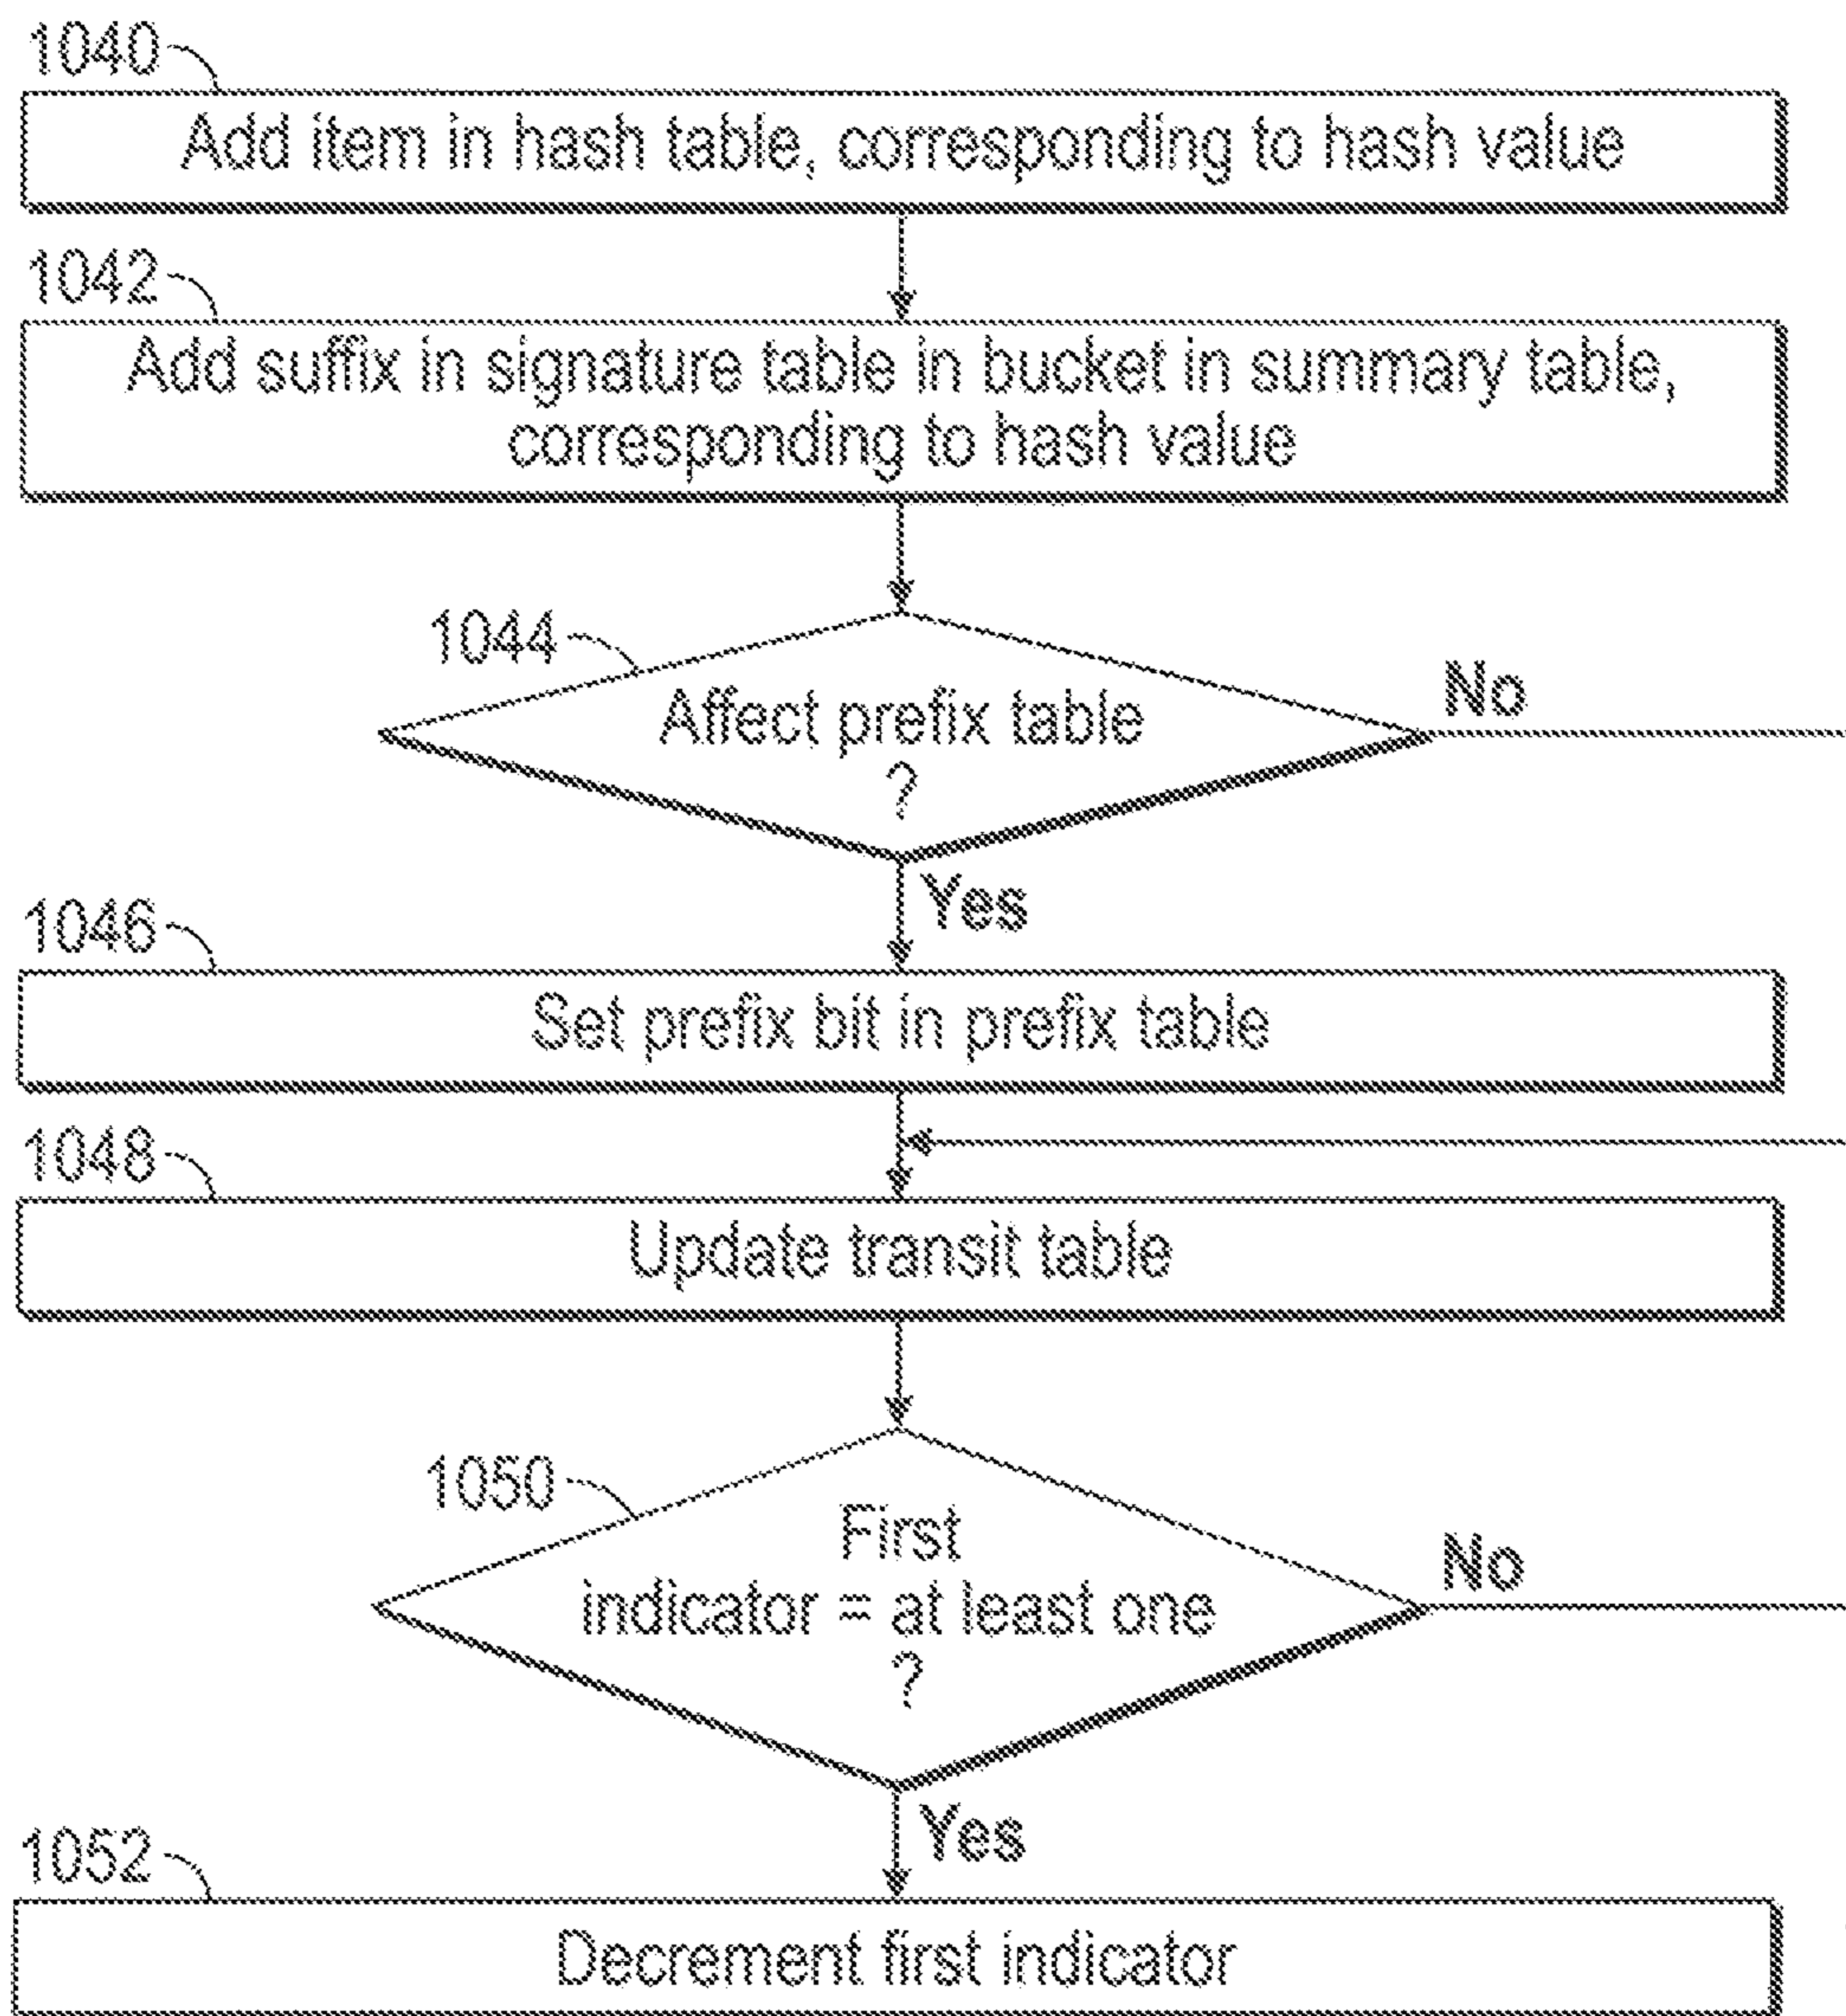 1040
Add item in hash table, corresponding to hash value
1042
Add suffix in signature table in bucket in summary table,
corresponding to hash value
1044
Affect prefix table
?
No
Yes
1046
Set prefix bit in prefix table
1048
Update transit table
1050
First
indicator = at least one
?
No
Yes
1052
Decrement first indicator